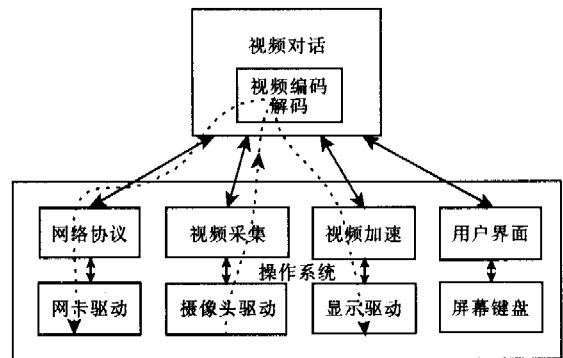 视频对话
视频编码
解码
网络协议
视频采集
视频加速
用户界面
操作系统
网卡驱动
摄像头驱动
显示驱动
屏幕键盘